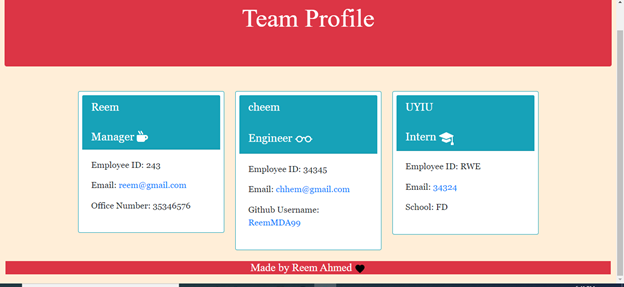 Team Profile
Reem
Manager
Employee ID: 243
Email: reem@gmail.com
Office Number: 35346576
cheem
Engineer
Employee ID: 34345
Email: chhem@gmail.com
Github Username:
ReemMDA99
UYIU
Intern
Employee ID: RWE
Email: 34324
School: FD
Made by Reem Ahmed